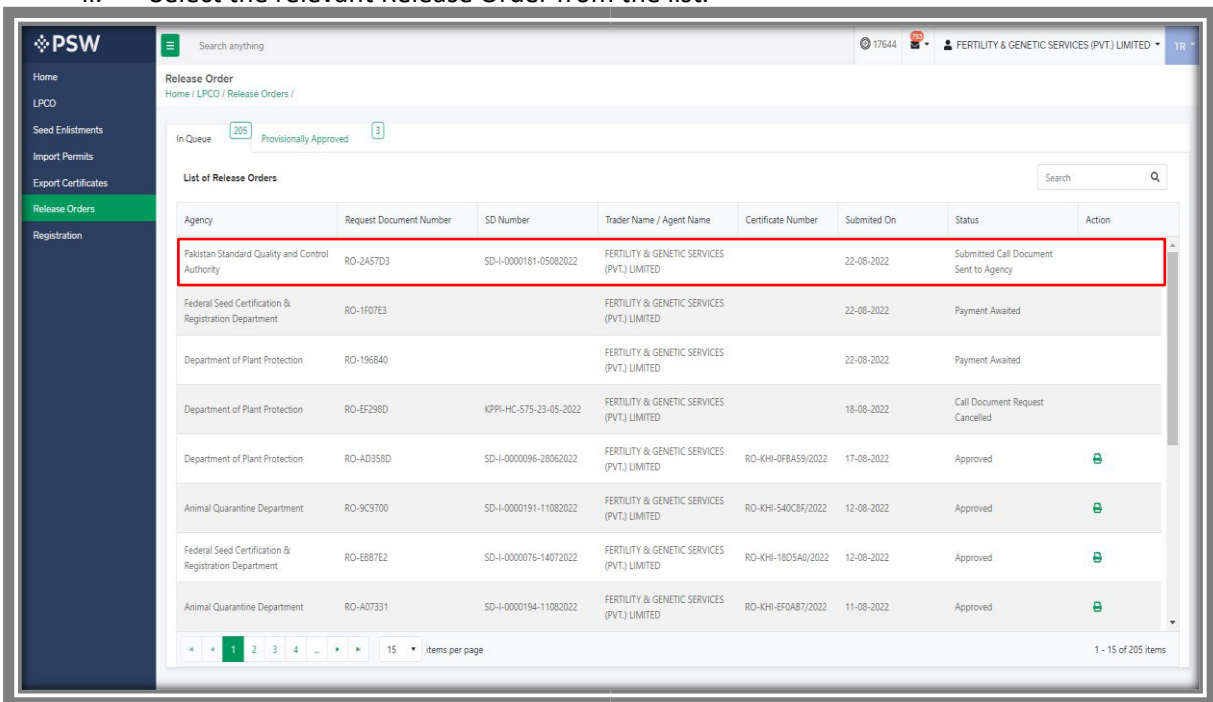 Select the relevant Release Order from the list.
PSW
Search anything
17644
753
FERTILITY & GENETIC SERVICES (PVT.) LIMITED
TR
Home
LPCO
Seed Enlistments
Import Permits
Export Certificates
Release Orders
Registration
Release Order
Home / LPCO / Release Orders /
In Queue 205 Provisionally Approved 3
List of Release Orders
Search
Agency Request Document Number SD Number Trader Name / Agent Name Certificate Number Submited On Status Action
Pakistan Standard Quality and Control
Authority
RO-2A57D3 SD-I-0000181-05082022
FERTILITY & GENETIC SERVICES
(PVT.) LIMITED
22-08-2022
Submitted Call Document
Sent to Agency
Federal Seed Certification &
Registration Department
RO-1F07E3
FERTILITY & GENETIC SERVICES
(PVT.) LIMITED
22-08-2022 Payment Awaited
Department of Plant Protection RO-196B40
FERTILITY & GENETIC SERVICES
(PVT.) LIMITED
22-08-2022 Payment Awaited
Department of Plant Protection RO-EF298D KPPI-HC-575-23-05-2022
FERTILITY & GENETIC SERVICES
(PVT.) LIMITED
18-08-2022
Call Document Request
Cancelled
Department of Plant Protection RO-AD358D SD-I-0000096-28062022
FERTILITY & GENETIC SERVICES
(PVT.) LIMITED
RO-KHI-0FBA59/2022 17-08-2022 Approved
Animal Quarantine Department RO-9C9700 SD-I-0000191-11082022
FERTILITY & GENETIC SERVICES
(PVT.) LIMITED
RO-KHI-540C8F/2022 12-08-2022 Approved
Federal Seed Certification &
Registration Department
RO-EBB7E2 SD-I-0000076-14072022
FERTILITY & GENETIC SERVICES
(PVT.) LIMITED
RO-KHI-18D5A0/2022 12-08-2022 Approved
Animal Quarantine Department RO-A07331 SD-I-0000194-11082022
FERTILITY & GENETIC SERVICES
(PVT.) LIMITED
RO-KHI-EF0AB7/2022 11-08-2022 Approved
1 2 3 4 ... 15 items per page
1 - 15 of 205 items